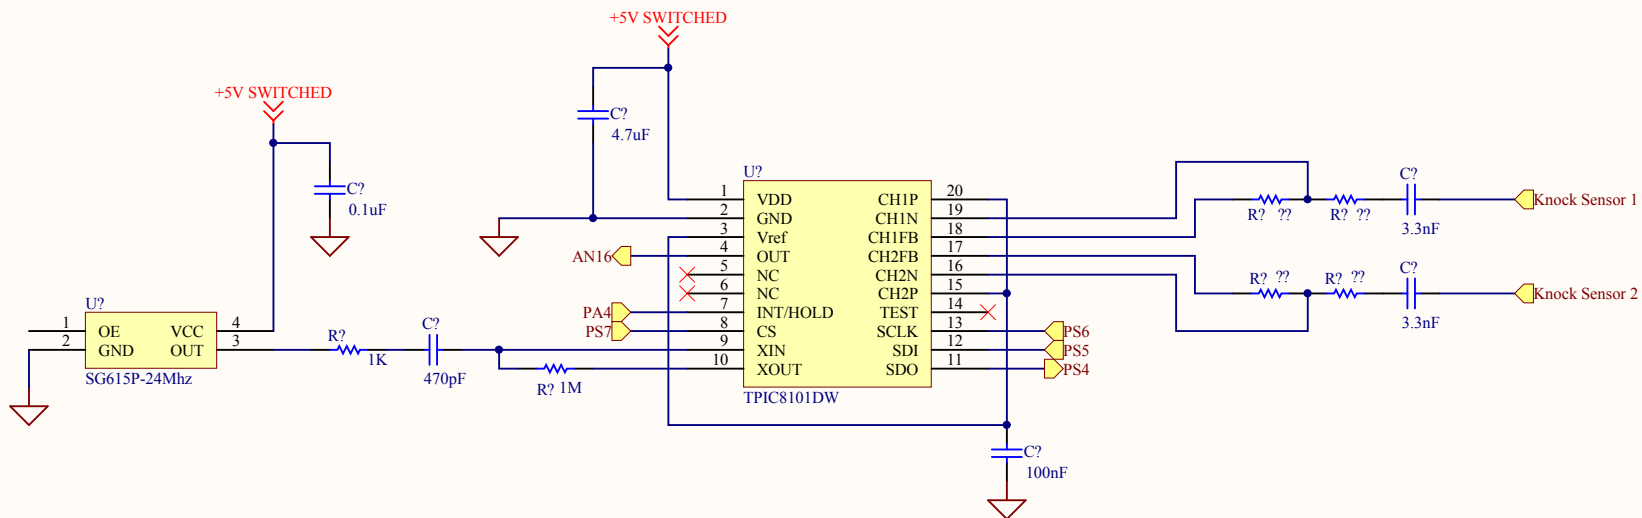 +5V SWITCHED
C?
0.1uF
U?
1 OE VCC 4
2 GND OUT 3
SG615P-24Mhz
R?
1K
C?
470pF
R? 1M
+5V SWITCHED
C?
4.7uF
U?
1 VDD CH1P 20
2 GND CH1N 19
3 Vref CH1FB 18
AN16 4 OUT CH2FB 17
5 NC CH2N 16
6 NC CH2P 15
PA4 7 INT/HOLD TEST 14
PS7 8 CS SCLK 13 PS6
9 XIN SDI 12 PS5
10 XOUT SDO 11 PS4
TPIC8101DW
C?
100nF
R? ??
R? ??
C?
3.3nF
Knock Sensor 1
R? ??
R? ??
C?
3.3nF
Knock Sensor 2